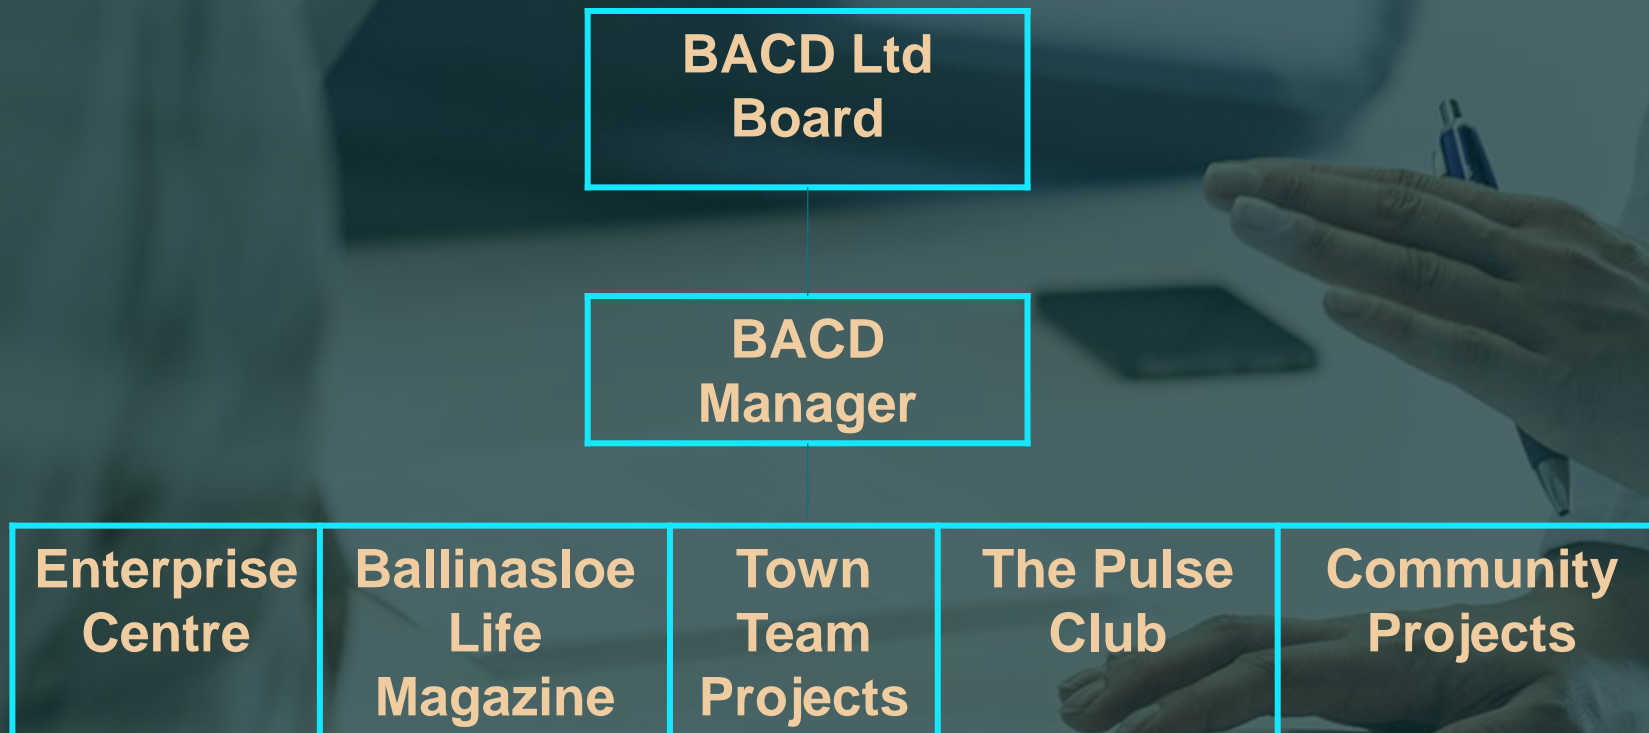 BACD Ltd
Board
BACD
Manager
Enterprise
Centre
Ballinasloe
Life
Magazine
Town
Team
Projects
The Pulse
Club
Community
Projects